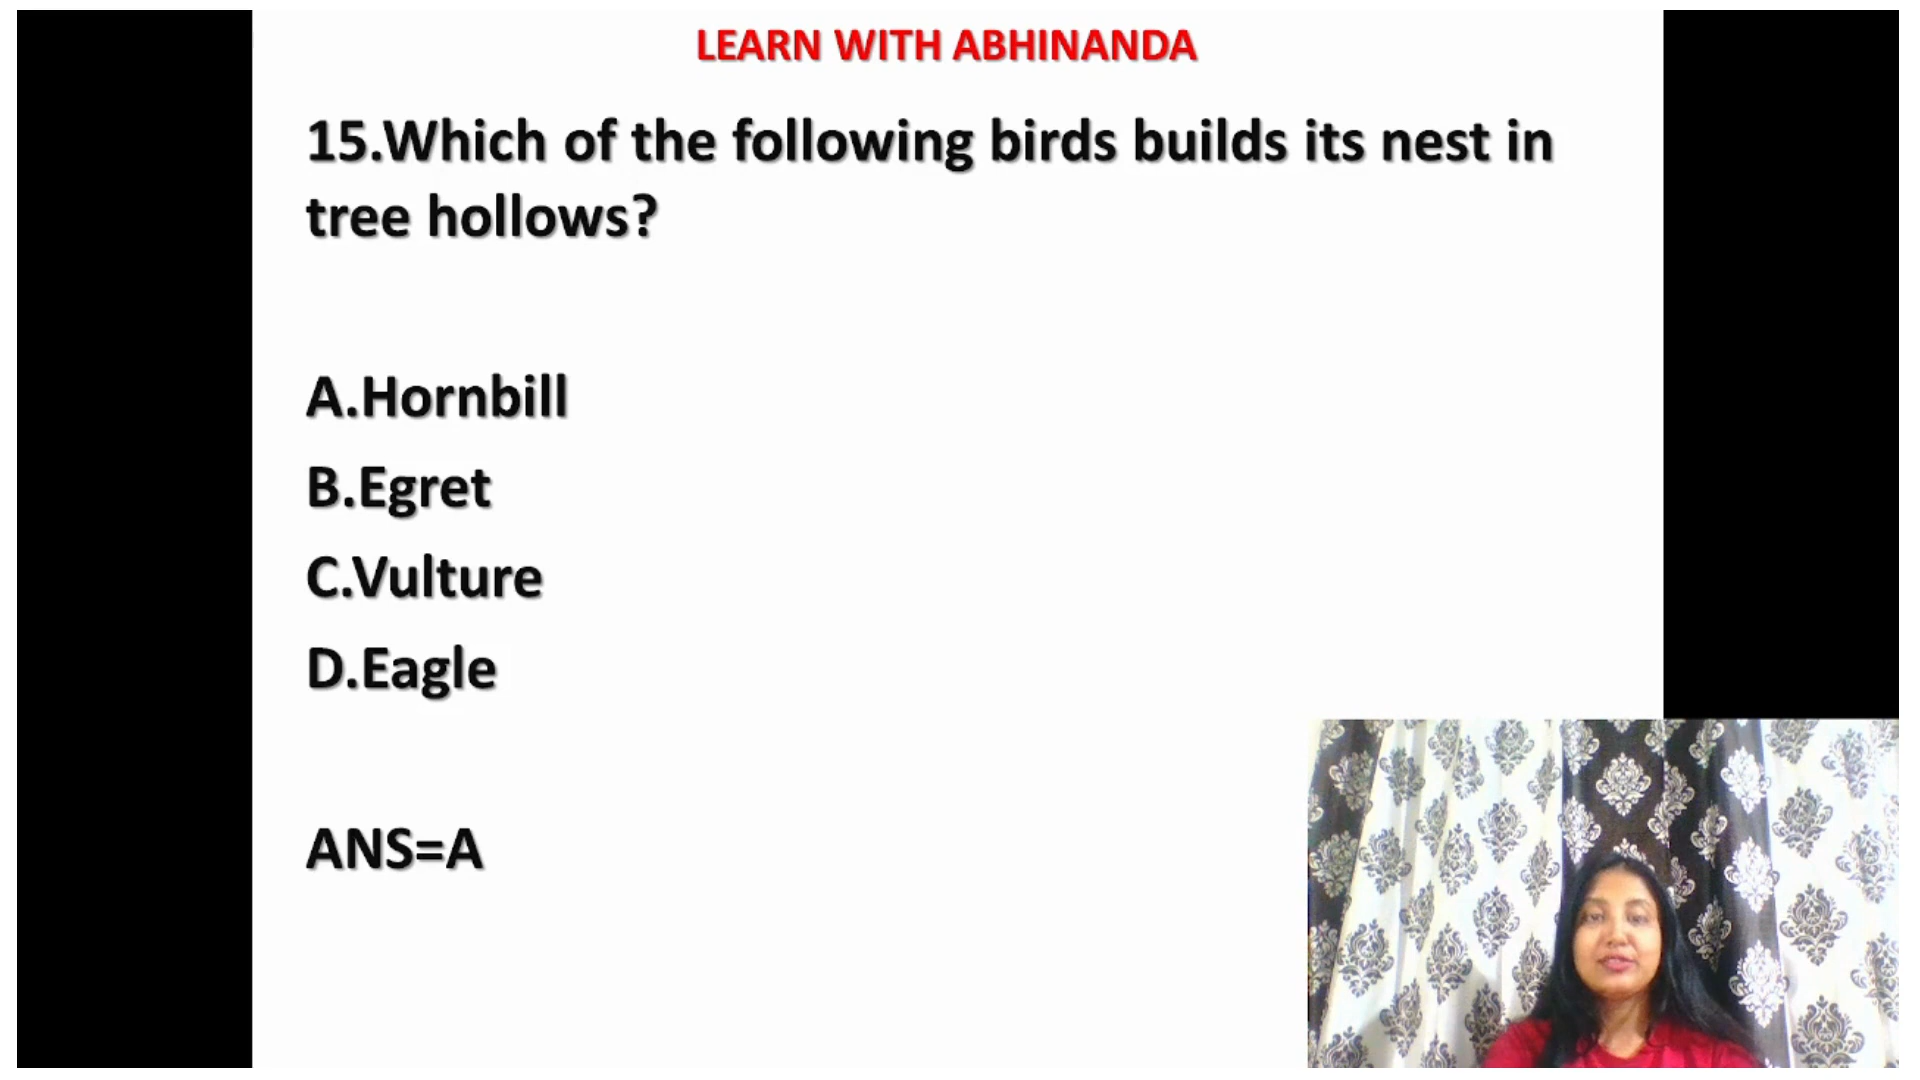 LEARN WITH ABHINANDA
15.Which of the following birds builds its nest in
tree hollows?
A.Hornbill
B.Egret
C.Vulture
D.Eagle
ANS=A